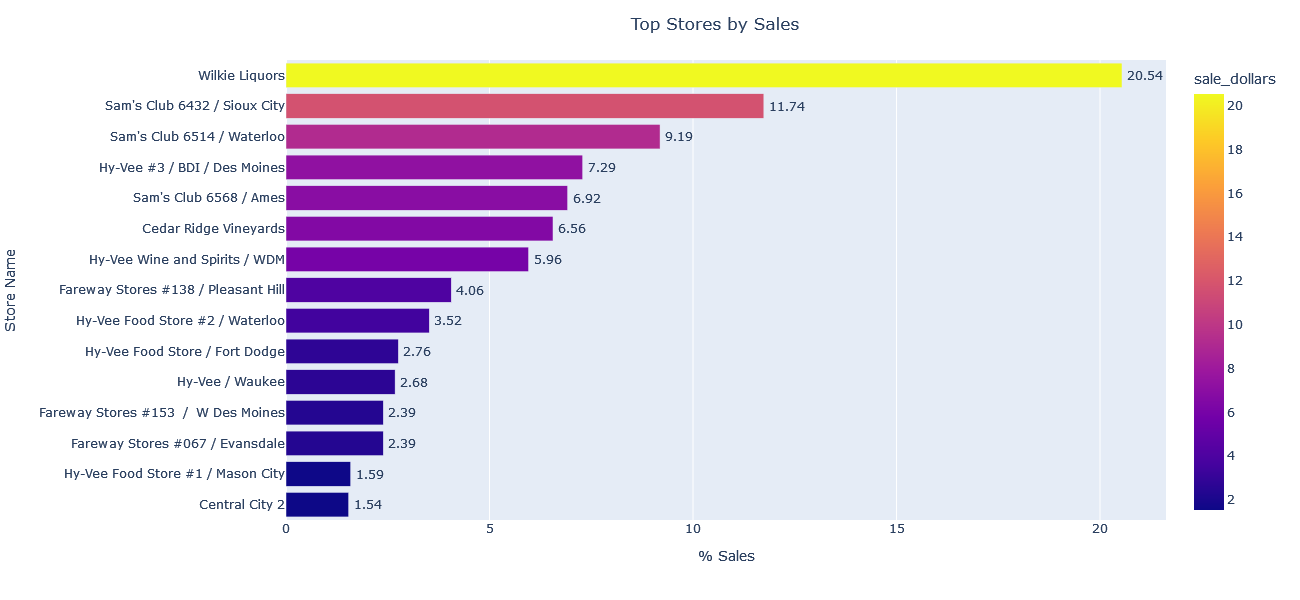 Top Stores by Sales
Store Name
Wilkie Liquors 20.54
Sam's Club 6432 / Sioux City 11.74
Sam's Club 6514 / Waterloo 9.19
Hy-Vee #3 / BDI / Des Moines 7.29
Sam's Club 6568 / Ames 6.92
Cedar Ridge Vineyards 6.56
Hy-Vee Wine and Spirits / WDM 5.96
Fareway Stores #138 / Pleasant Hill 4.06
Hy-Vee Food Store #2 / Waterloo 3.52
Hy-Vee Food Store / Fort Dodge 2.76
Hy-Vee / Waukee 2.68
Fareway Stores #153  /  W Des Moines 2.39
Fareway Stores #067 / Evansdale 2.39
Hy-Vee Food Store #1 / Mason City 1.59
Central City 2 1.54
0 5 10 15 20
% Sales
sale_dollars
20
18
16
14
12
10
8
6
4
2